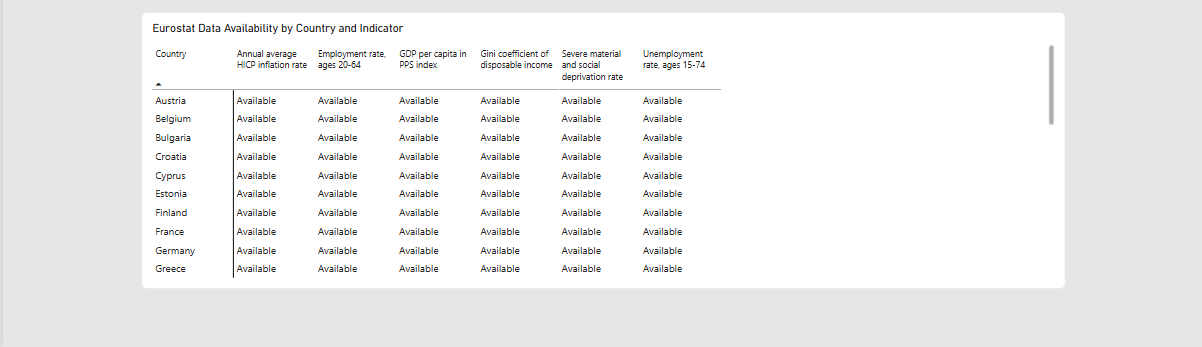 Eurostat Data Availability by Country and Indicator
Country Annual average Employment rate, GDP per capita in Gini coefficient of Severe material Unemployment
HICP inflation rate ages 20-64 PPS index disposable income and social rate, ages 15-74
deprivation rate
Austria Available Available Available Available Available Available
Belgium Available Available Available Available Available Available
Bulgaria Available Available Available Available Available Available
Croatia Available Available Available Available Available Available
Cyprus Available Available Available Available Available Available
Estonia Available Available Available Available Available Available
Finland Available Available Available Available Available Available
France Available Available Available Available Available Available
Germany Available Available Available Available Available Available
Greece Available Available Available Available Available Available